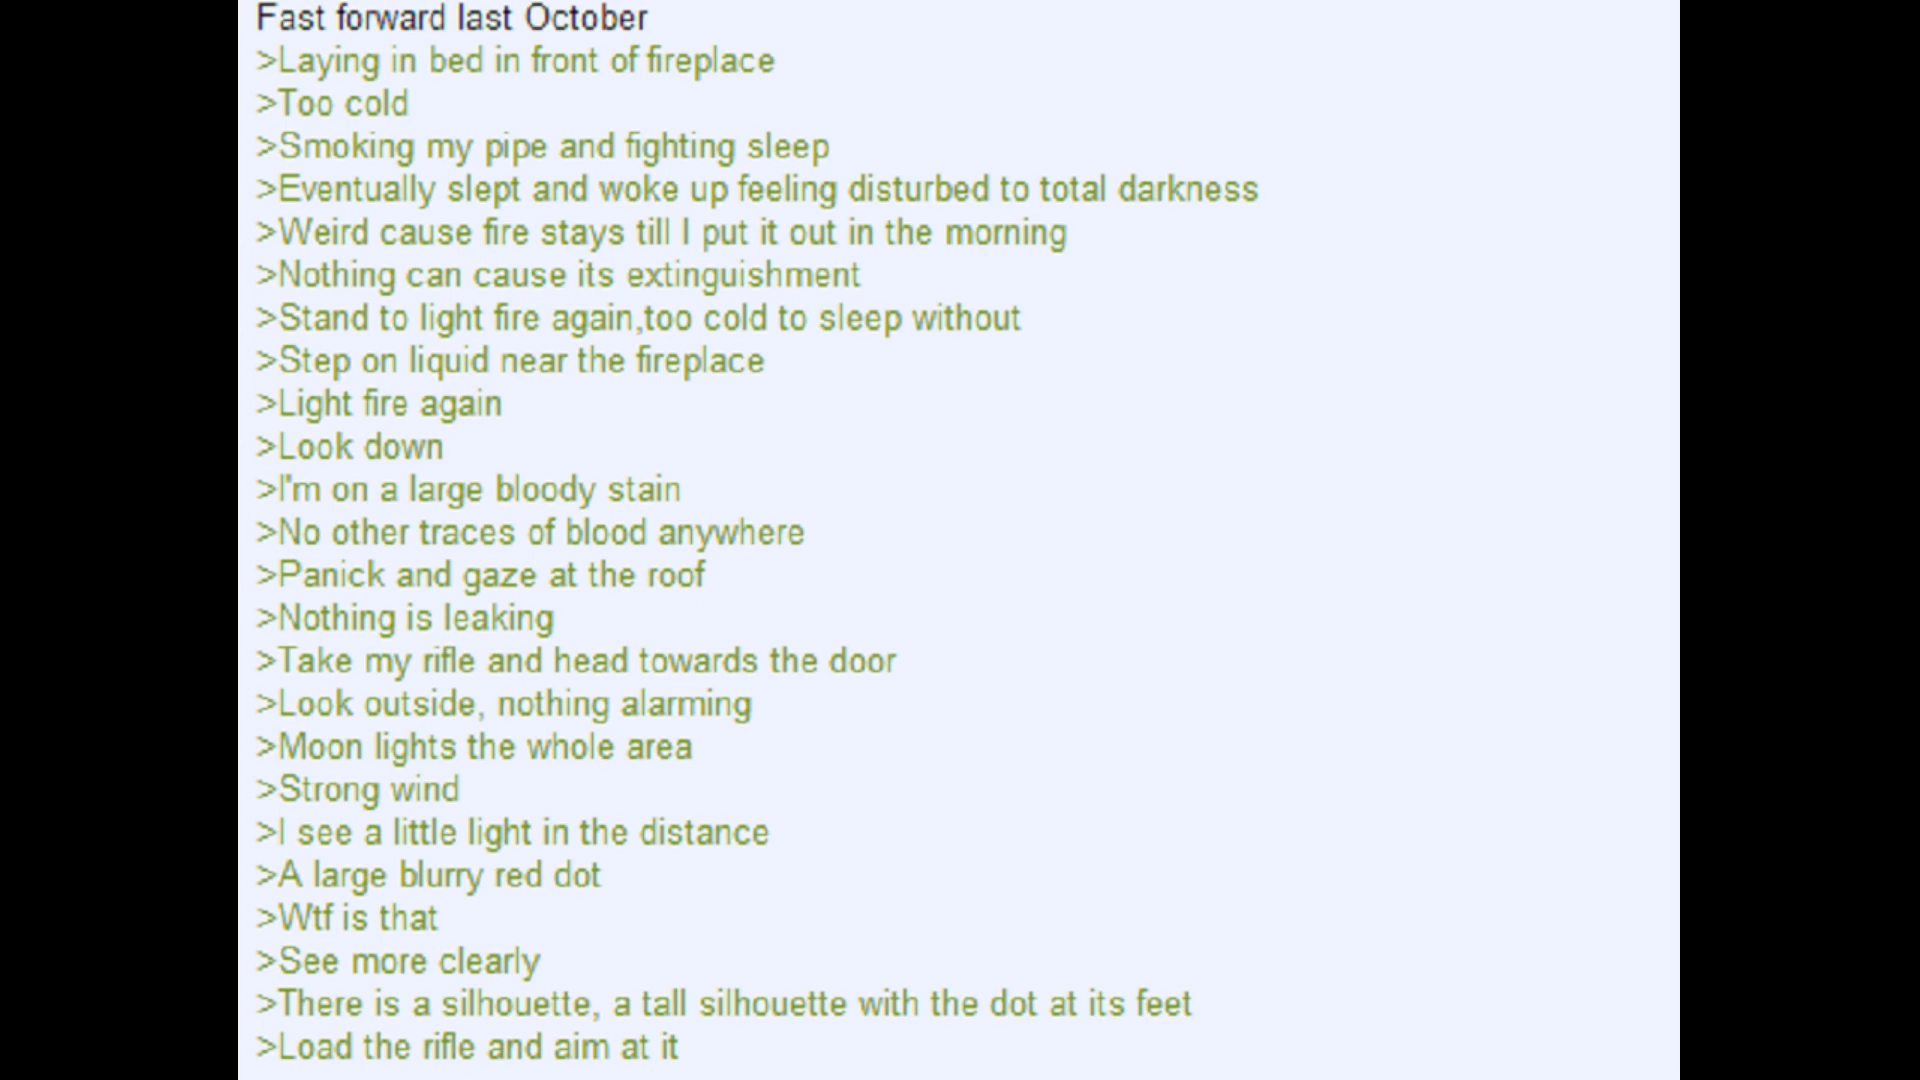 Fast forward last October
>Laying in bed in front of fireplace
>Too cold
>Smoking my pipe and fighting sleep
>Eventually slept and woke up feeling disturbed to total darkness
>Weird cause fire stays till I put it out in the morning
>Nothing can cause its extinguishment
>Stand to light fire again,too cold to sleep without
>Step on liquid near the fireplace
>Light fire again
>Look down
>I'm on a large bloody stain
>No other traces of blood anywhere
>Panick and gaze at the roof
>Nothing is leaking
>Take my rifle and head towards the door
>Look outside, nothing alarming
>Moon lights the whole area
>Strong wind
>I see a little light in the distance
>A large blurry red dot
>Wtf is that
>See more clearly
>There is a silhouette, a tall silhouette with the dot at its feet
>Load the rifle and aim at it